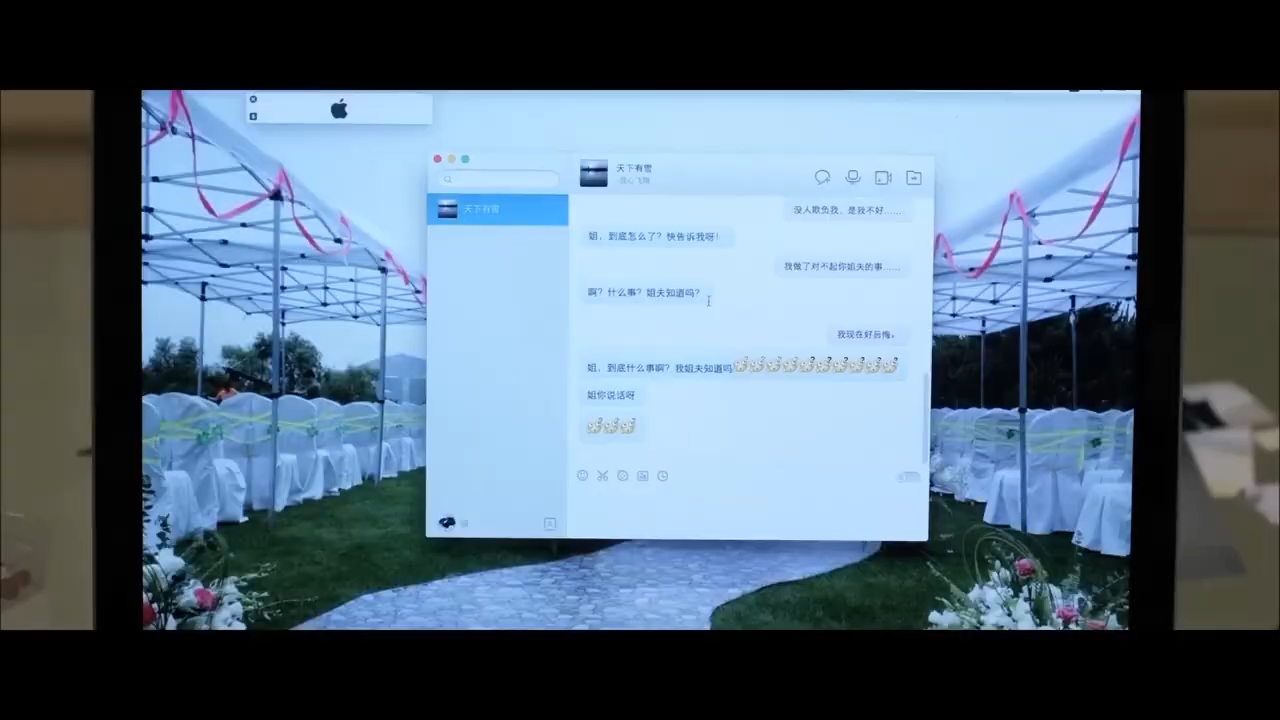 天下有雪
天下有雪
没人欺负我，是我不好……
姐，到底怎么了？快告诉我呀！
我做了对不起你姐夫的事……
啊？什么事？姐夫知道吗？
我现在好后悔，
姐，到底什么事啊？我姐夫知道吗
姐你说话呀